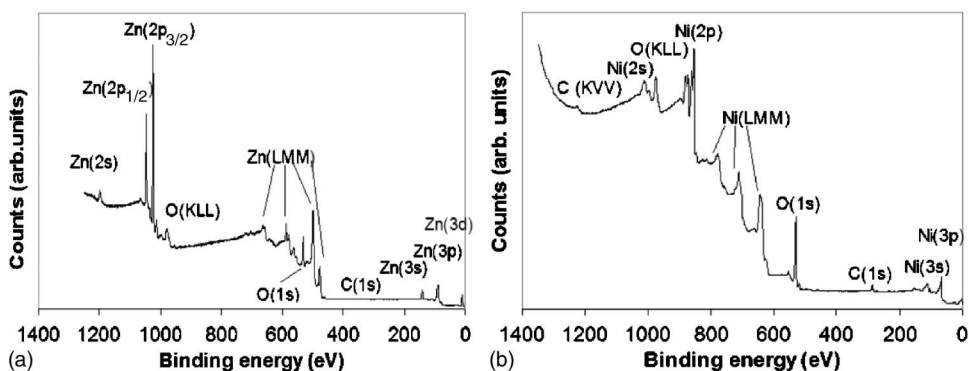 Zn(2p3/2)
Zn(2p1/2)
Zn(2s)
O(KLL)
Zn(LMM)
O(1s)
C(1s)
Zn(3s)
Zn(3p)
Zn(3d)
Counts (arb.units)
1400 1200 1000 800 600 400 200 0
Binding energy (eV)
(a)
Ni(2p)
O(KLL)
Ni(2s)
C (KVV)
Ni(LMM)
O(1s)
C(1s)
Ni(3p)
Ni(3s)
Counts (arb. units)
1400 1200 1000 800 600 400 200 0
Binding energy (eV)
(b)